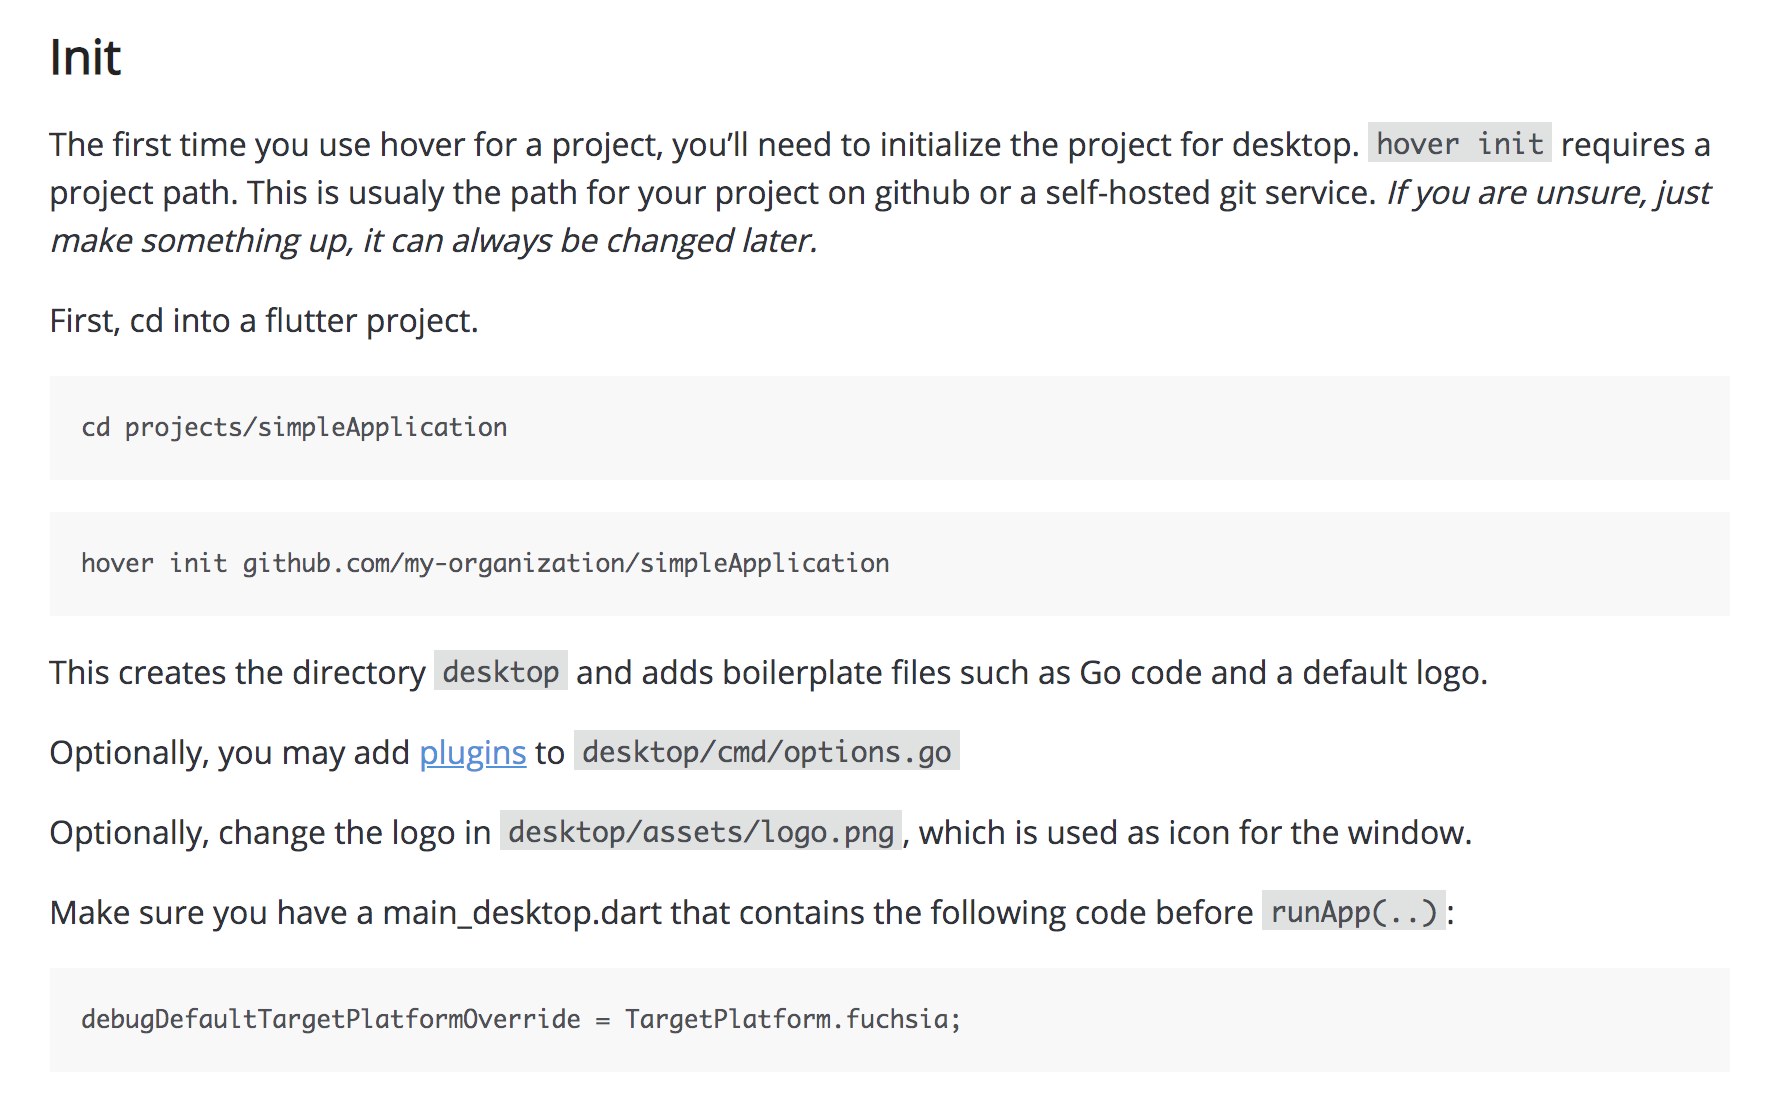 Init
The first time you use hover for a project, you’ll need to initialize the project for desktop. hover init requires a
project path. This is usualy the path for your project on github or a self-hosted git service. If you are unsure, just
make something up, it can always be changed later.
First, cd into a flutter project.
cd projects/simpleApplication
hover init github.com/my-organization/simpleApplication
This creates the directory desktop and adds boilerplate files such as Go code and a default logo.
Optionally, you may add plugins to desktop/cmd/options.go
Optionally, change the logo in desktop/assets/logo.png, which is used as icon for the window.
Make sure you have a main_desktop.dart that contains the following code before runApp(..):
debugDefaultTargetPlatformOverride = TargetPlatform.fuchsia;